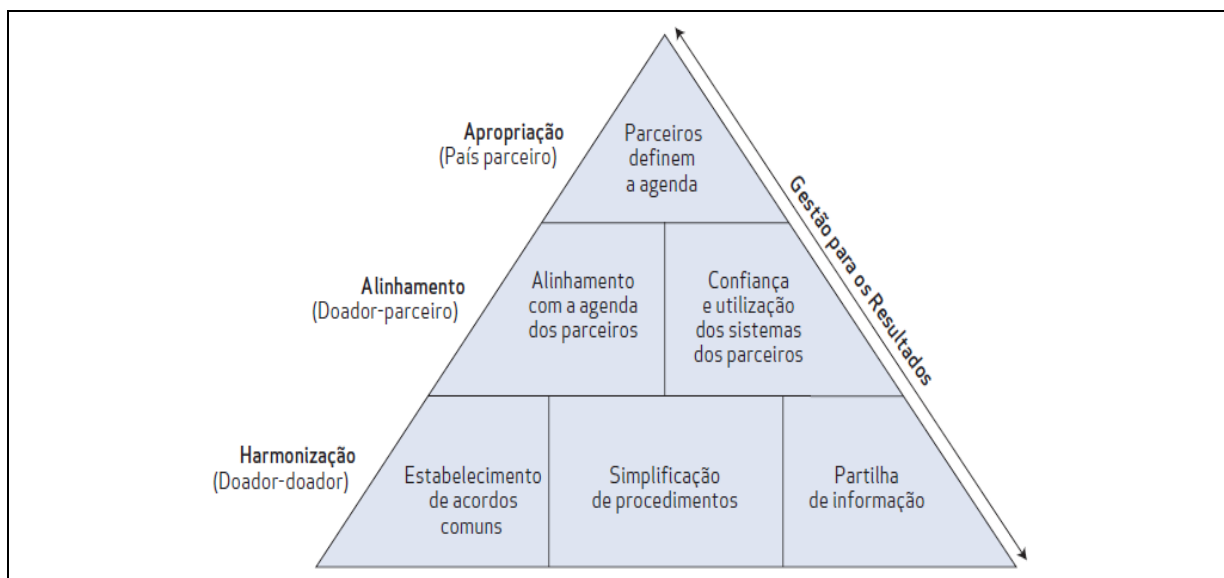 Apropriação
(País parceiro)
Parceiros
definem
a agenda
Gestão para os Resultados
Alinhamento
(Doador-parceiro)
Alinhamento
com a agenda
dos parceiros
Confiança
e utilização
dos sistemas
dos parceiros
Harmonização
(Doador-doador)
Estabelecimento
de acordos
comuns
Simplificação
de procedimentos
Partilha
de informação